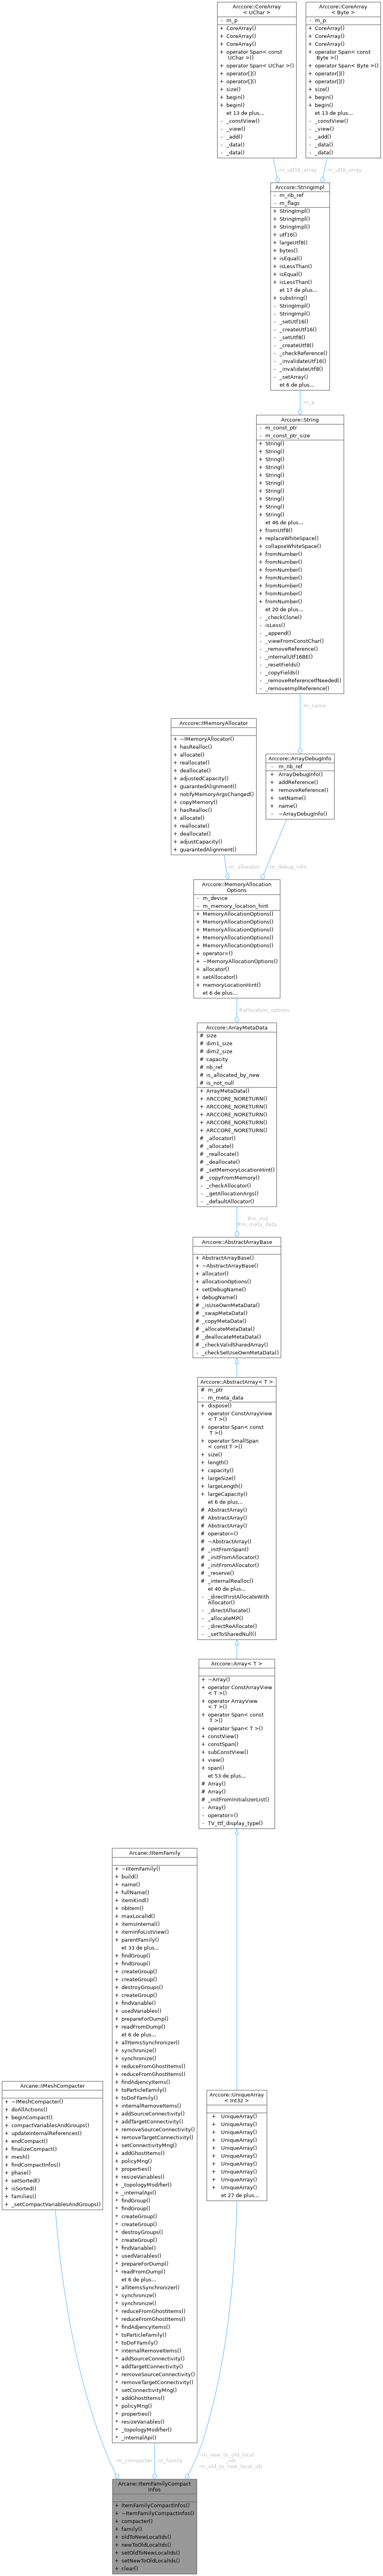 Arccore::CoreArray
< UChar >
- m_p
+ CoreArray()
+ CoreArray()
+ CoreArray()
+ operator Span< const
UChar >()
+ operator Span< UChar >()
+ operator[]()
+ operator[]()
+ size()
+ begin()
+ begin()
et 13 de plus...
- _constView()
- _view()
- _add()
- _data()
- _data()
Arccore::CoreArray
< Byte >
- m_p
+ CoreArray()
+ CoreArray()
+ CoreArray()
+ operator Span< const
Byte >()
+ operator Span< Byte >()
+ operator[]()
+ operator[]()
+ size()
+ begin()
+ begin()
et 13 de plus...
- _constView()
- _view()
- _add()
- _data()
- _data()
-m_utf16_array
-m_utf8_array
Arccore::StringImpl
- m_nb_ref
- m_flags
+ StringImpl()
+ StringImpl()
+ StringImpl()
+ utf16()
+ largeUtf8()
+ bytes()
+ isEqual()
+ isLessThan()
+ isEqual()
+ isLessThan()
et 17 de plus...
+ substring()
- StringImpl()
- StringImpl()
- _setUtf16()
- _createUtf16()
- _setUtf8()
- _createUtf8()
- _checkReference()
- _invalidateUtf16()
- _invalidateUtf8()
- _setArray()
et 6 de plus...
-m_p
Arccore::String
- m_const_ptr
- m_const_ptr_size
+ String()
+ String()
+ String()
+ String()
+ String()
+ String()
+ String()
+ String()
+ String()
+ String()
et 46 de plus...
+ fromUtf8()
+ replaceWhiteSpace()
+ collapseWhiteSpace()
+ fromNumber()
+ fromNumber()
+ fromNumber()
+ fromNumber()
+ fromNumber()
+ fromNumber()
+ fromNumber()
et 20 de plus...
- _checkClone()
- isLess()
- _append()
- _viewFromConstChar()
- _removeReference()
- _internalUtf16BE()
- _resetFields()
- _copyFields()
- _removeReferenceIfNeeded()
- _removeImplReference()
-m_name
Arccore::IMemoryAllocator
+ ~IMemoryAllocator()
+ hasRealloc()
+ allocate()
+ reallocate()
+ deallocate()
+ adjustedCapacity()
+ guarantedAlignment()
+ notifyMemoryArgsChanged()
+ copyMemory()
+ hasRealloc()
+ allocate()
+ reallocate()
+ deallocate()
+ adjustCapacity()
+ guarantedAlignment()
Arccore::ArrayDebugInfo
- m_nb_ref
+ ArrayDebugInfo()
+ addReference()
+ removeReference()
+ setName()
+ name()
- ~ArrayDebugInfo()
-m_allocator
-m_debug_info
Arccore::MemoryAllocation
Options
- m_device
- m_memory_location_hint
+ MemoryAllocationOptions()
+ MemoryAllocationOptions()
+ MemoryAllocationOptions()
+ MemoryAllocationOptions()
+ MemoryAllocationOptions()
+ operator=()
+ ~MemoryAllocationOptions()
+ allocator()
+ setAllocator()
+ memoryLocationHint()
et 6 de plus...
#allocation_options
Arccore::ArrayMetaData
# size
# dim1_size
# dim2_size
# capacity
# nb_ref
# is_allocated_by_new
# is_not_null
+ ArrayMetaData()
+ ARCCORE_NORETURN()
+ ARCCORE_NORETURN()
+ ARCCORE_NORETURN()
+ ARCCORE_NORETURN()
+ ARCCORE_NORETURN()
# _allocator()
# _allocate()
# _reallocate()
# _deallocate()
# _setMemoryLocationHint()
# _copyFromMemory()
- _checkAllocator()
- _getAllocationArgs()
- _defaultAllocator()
#m_md
#m_meta_data
Arccore::AbstractArrayBase
+ AbstractArrayBase()
+ ~AbstractArrayBase()
+ allocator()
+ allocationOptions()
+ setDebugName()
+ debugName()
# _isUseOwnMetaData()
# _swapMetaData()
# _copyMetaData()
# _allocateMetaData()
# _deallocateMetaData()
# _checkValidSharedArray()
- _checkSetUseOwnMetaData()
Arccore::AbstractArray< T >
# m_ptr
- m_meta_data
+ dispose()
+ operator ConstArrayView
< T >()
+ operator Span< const
T >()
+ operator SmallSpan
< const T >()
+ size()
+ length()
+ capacity()
+ largeSize()
+ largeLength()
+ largeCapacity()
et 6 de plus...
# AbstractArray()
# AbstractArray()
# AbstractArray()
# operator=()
# ~AbstractArray()
# _initFromSpan()
# _initFromAllocator()
# _initFromAllocator()
# _reserve()
# _internalRealloc()
et 40 de plus...
- _directFirstAllocateWith
Allocator()
- _directAllocate()
- _allocateMP()
- _directReAllocate()
- _setToSharedNull()
Arccore::Array< T >
+ ~Array()
+ operator ConstArrayView
< T >()
+ operator ArrayView
< T >()
+ operator Span< const
T >()
+ operator Span< T >()
+ constView()
+ constSpan()
+ subConstView()
+ view()
+ span()
et 53 de plus...
# Array()
# Array()
# _initFromInitializerList()
- Array()
- operator=()
- TV_ttf_display_type()
Arcane::IItemFamily
+ ~IItemFamily()
+ build()
+ name()
+ fullName()
+ itemKind()
+ nbItem()
+ maxLocalId()
+ itemsInternal()
+ itemInfoListView()
+ parentFamily()
et 33 de plus...
+ findGroup()
+ findGroup()
+ createGroup()
+ createGroup()
+ destroyGroups()
+ createGroup()
+ findVariable()
+ usedVariables()
+ prepareForDump()
+ readFromDump()
et 6 de plus...
+ allItemsSynchronizer()
+ synchronize()
+ synchronize()
+ reduceFromGhostItems()
+ reduceFromGhostItems()
+ findAdjencyItems()
+ toParticleFamily()
+ toDoFFamily()
+ internalRemoveItems()
+ addSourceConnectivity()
+ addTargetConnectivity()
+ removeSourceConnectivity()
+ removeTargetConnectivity()
+ setConnectivityMng()
+ addGhostItems()
+ policyMng()
+ properties()
+ resizeVariables()
+ _topologyModifier()
+ _internalApi()
* findGroup()
* findGroup()
* createGroup()
* createGroup()
* destroyGroups()
* createGroup()
* findVariable()
* usedVariables()
* prepareForDump()
* readFromDump()
et 6 de plus...
* allItemsSynchronizer()
* synchronize()
* synchronize()
* reduceFromGhostItems()
* reduceFromGhostItems()
* findAdjencyItems()
* toParticleFamily()
* toDoFFamily()
* internalRemoveItems()
* addSourceConnectivity()
* addTargetConnectivity()
* removeSourceConnectivity()
* removeTargetConnectivity()
* setConnectivityMng()
* addGhostItems()
* policyMng()
* properties()
* resizeVariables()
* _topologyModifier()
* _internalApi()
Arcane::IMeshCompacter
+ ~IMeshCompacter()
+ doAllActions()
+ beginCompact()
+ compactVariablesAndGroups()
+ updateInternalReferences()
+ endCompact()
+ finalizeCompact()
+ mesh()
+ findCompactInfos()
+ phase()
+ setSorted()
+ isSorted()
+ families()
+ _setCompactVariablesAndGroups()
Arccore::UniqueArray
< Int32 >
+ UniqueArray()
+ UniqueArray()
+ UniqueArray()
+ UniqueArray()
+ UniqueArray()
+ UniqueArray()
+ UniqueArray()
+ UniqueArray()
+ UniqueArray()
+ UniqueArray()
et 27 de plus...
-m_compacter
-m_family
-m_new_to_old_local
_ids
-m_old_to_new_local_ids
Arcane::ItemFamilyCompact
Infos
+ ItemFamilyCompactInfos()
+ ~ItemFamilyCompactInfos()
+ compacter()
+ family()
+ oldToNewLocalIds()
+ newToOldLocalIds()
+ setOldToNewLocalIds()
+ setNewToOldLocalIds()
+ clear()